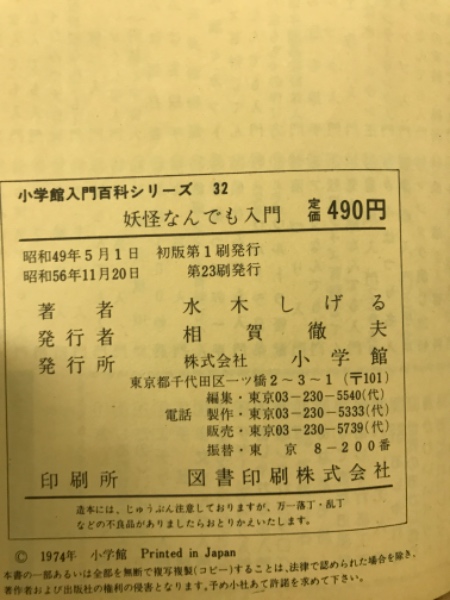 小学館入門百科シリーズ 32
妖怪なんでも入門 定価 490円
昭和49年5月1日 初版第1刷発行
昭和56年11月20日 第23刷発行
著者 水木しげる
発行者 相賀徹夫
発行所 株式会社 小学館
東京都千代田区一ツ橋2〜3〜1(〒101)
編集・東京03-230-5540(代)
電話 製作・東京03-230-5333(代)
販売・東京03-230-5739(代)
振替・東京 8-200番
印刷所 図書印刷株式会社
造本には、じゅうぶん注意しておりますが、万一落丁・乱丁
などの不良品がありましたらおとりかえいたします。
© 1974年 小学館 Printed in Japan
本書の一部あるいは全部を無断で複写複製(コピー)することは、法律で認められた場合を除き、
著作者および出版社の権利の侵害となります。予め小社あて許諾を求めて下さい。